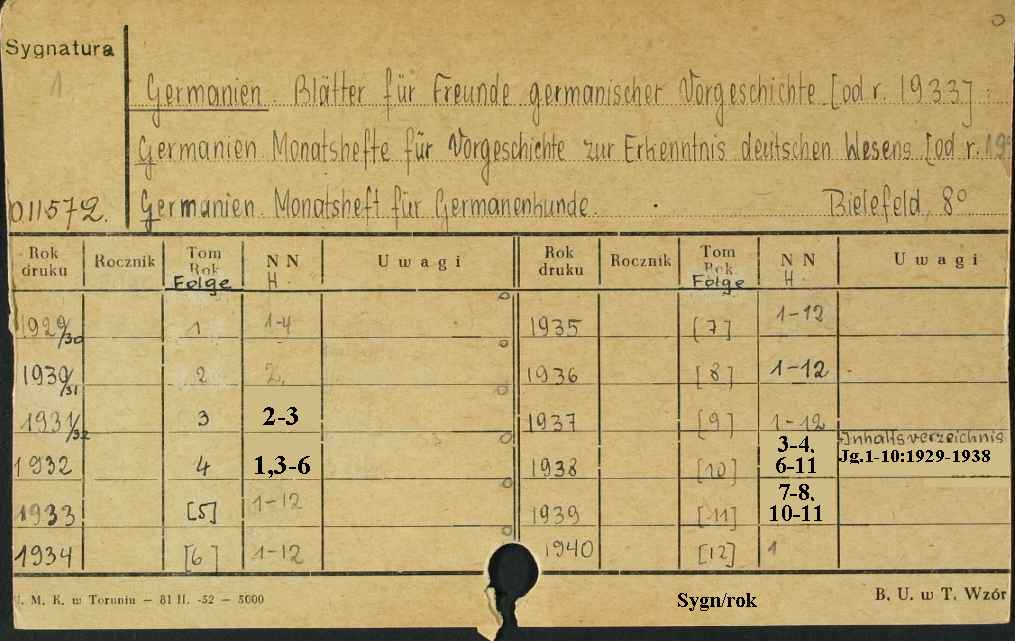 Sygnatura
1
Germanien. Blätter für Freunde germanischer Vorgeschichte [od r. 1933]
Germanien Monatshefte für Vorgeschichte zur Erkenntnis deutschen Wesens [od r. 19
011572. Germanien. Monatsheft für Germanenkunde. Bielefeld, 8°
Rok druku Rocznik Tom Rok Folge NN H. Uwagi Rok druku Rocznik Tom Rok Folge NN H. Uwagi
1929/30 1 1-4 1935 [7] 1-12
1930/31 2 2, 1936 [8] 1-12
1931/32 3 2-3 1937 [9] 1-12
1932 4 1,3-6 1938 [10] 3-4, 6-11 Inhaltsverzeichnis Jg.1-10:1929-1938
1933 [5] 1-12 1939 [11] 7-8, 10-11
1934 [6] 1-12 1940 [12] 1
M. K. w Toruniu — 81 II. -52 — 5000 Sygn/rok B. U. w T. Wzór